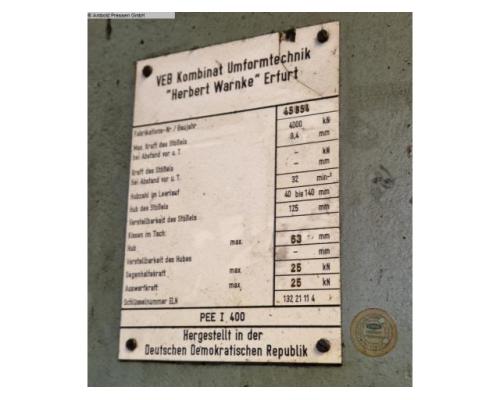 © Ambold Pressen GmbH
VEB Kombinat Umformtechnik
"Herbert Warnke" Erfurt
Fabrikations-Nr / Baujahr
Max. Kraft des Stößels 4000 kN
bei Abstand vor u. T 8,4 mm
Kraft des Stößels – kN
bei Abstand vor u. T. – mm
Hubzahl im Leerlauf 32 min⁻¹
Hub des Stößels 40 bis 140 mm
Verstellbarkeit des Stößels 125 mm
Kissen im Tisch:
Hub max. 63 mm
Verstellbarkeit des Hubes – mm
Gegenhaltekraft max. 25 kN
Auswerfkraft max. 25 kN
Schlüsselnummer ELN 132 21 11 4
PEE I 400
Hergestellt in der
Deutschen Demokratischen Republik